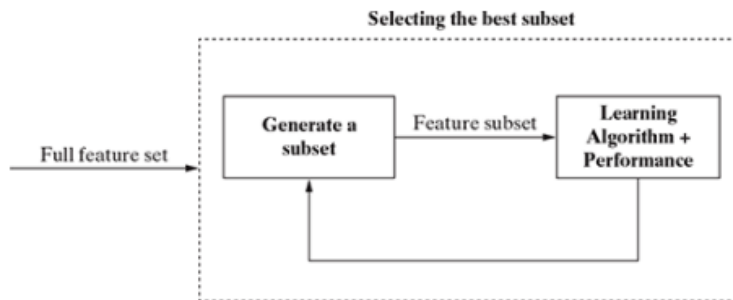 Selecting the best subset
Full feature set
Generate a
subset
Feature subset
Learning
Algorithm +
Performance